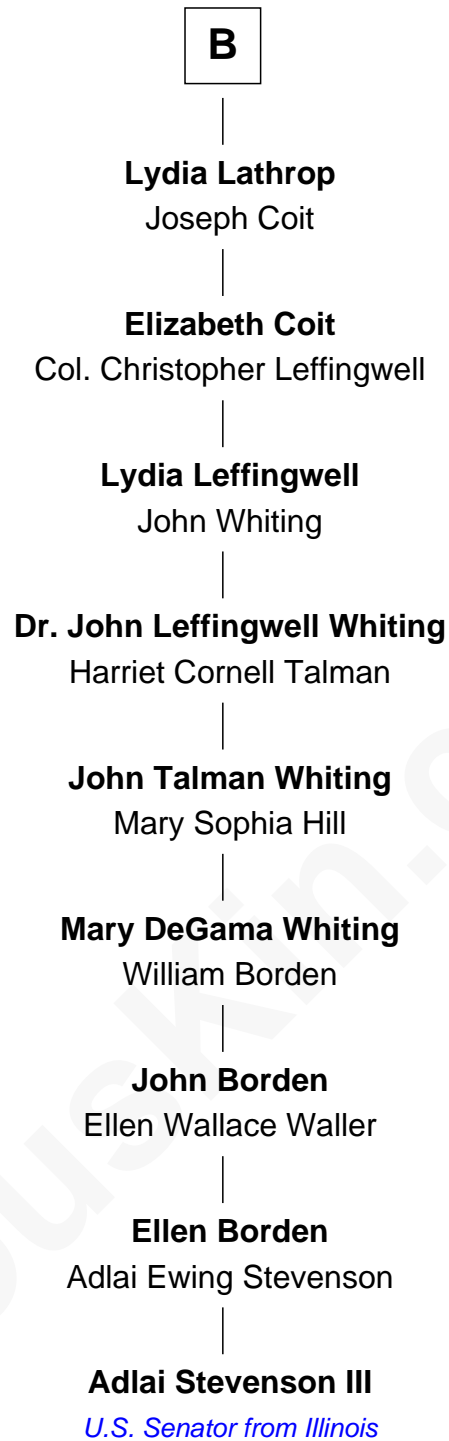 B
Lydia Lathrop
Joseph Coit
Elizabeth Coit
Col. Christopher Leffingwell
Lydia Leffingwell
John Whiting
Dr. John Leffingwell Whiting
Harriet Cornell Talman
John Talman Whiting
Mary Sophia Hill
Mary DeGama Whiting
William Borden
John Borden
Ellen Wallace Waller
Ellen Borden
Adlai Ewing Stevenson
Adlai Stevenson III
U.S. Senator from Illinois